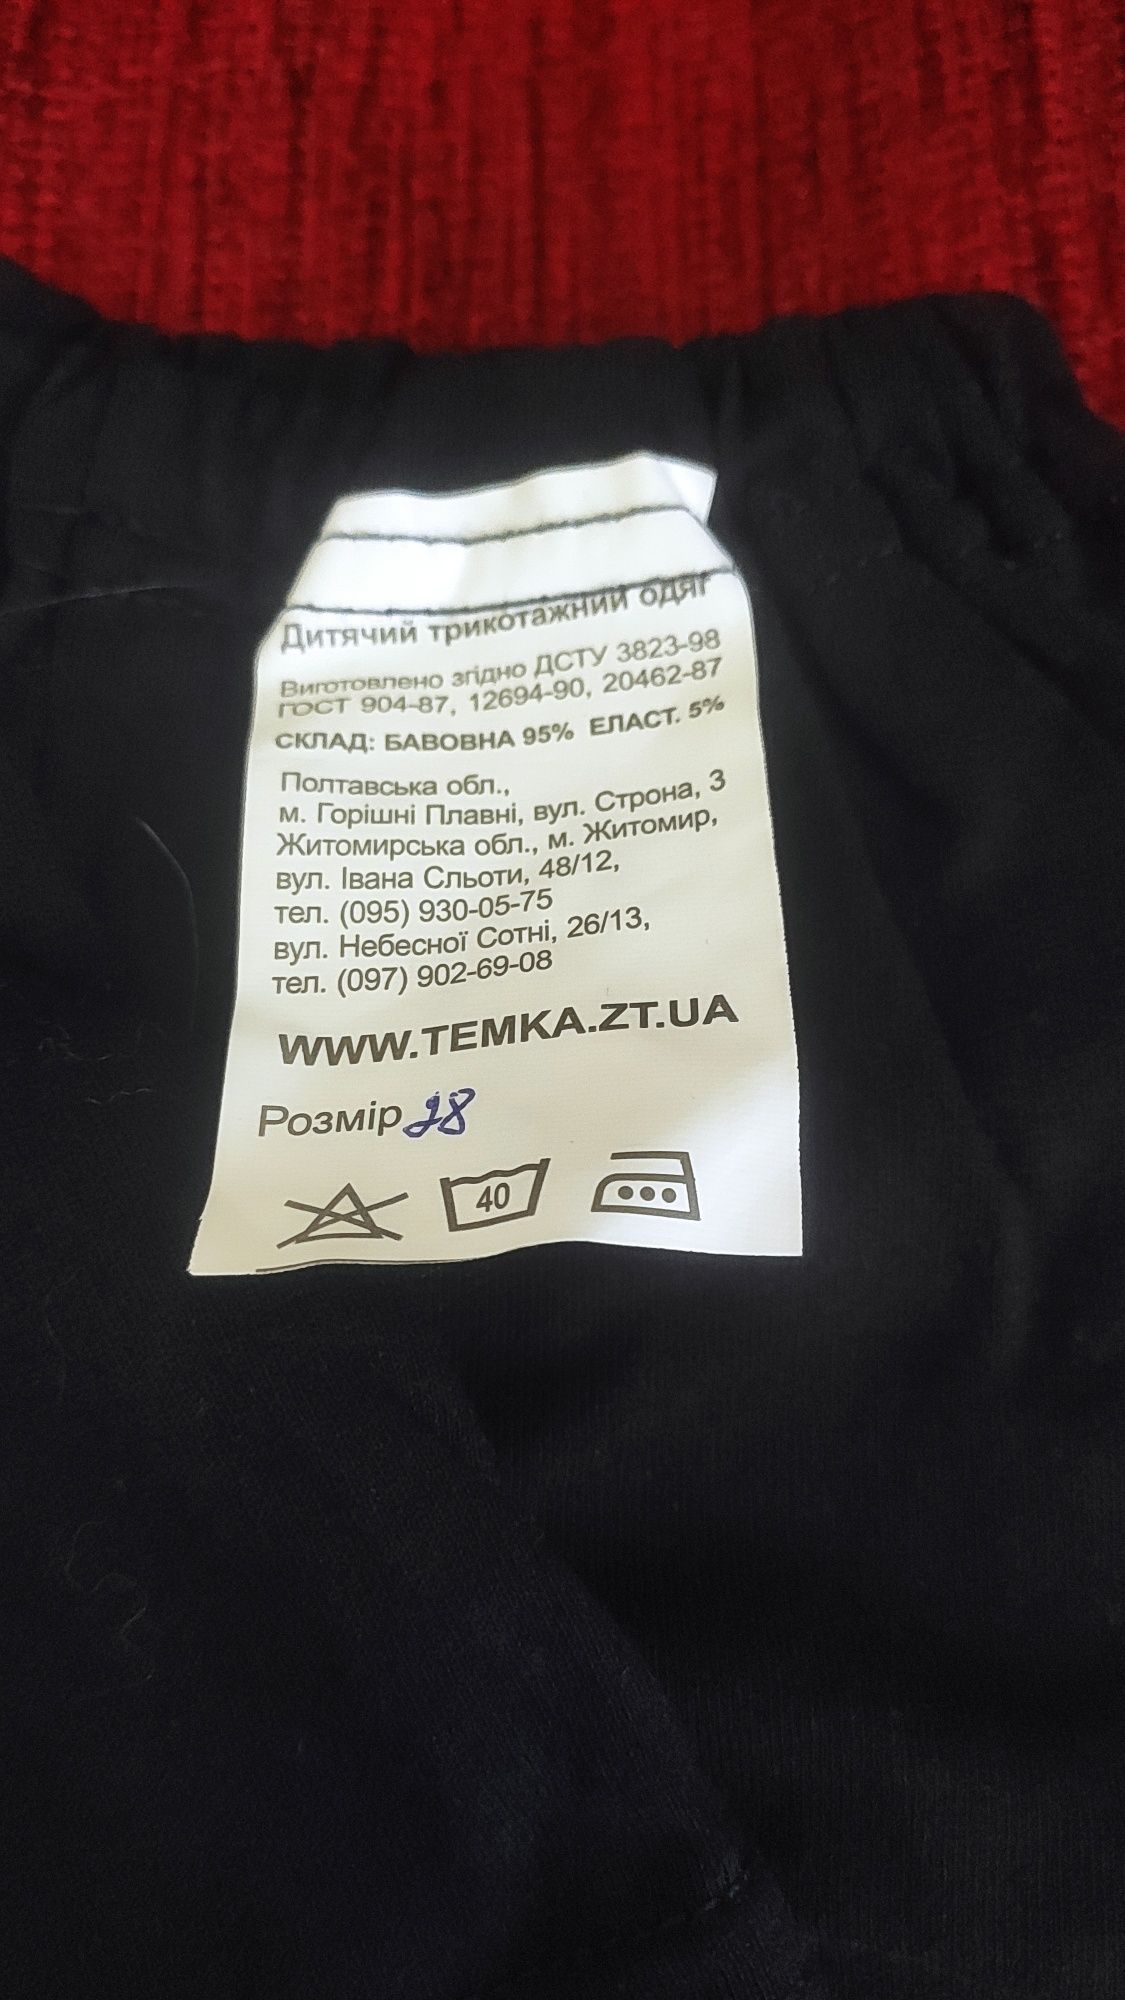 Дитячий трикотажний одяг
Виготовлено згідно ДСТУ 3823-98
ГОСТ 904-87, 12694-90, 20462-87
СКЛАД: БАВОВНА 95% ЕЛАСТ. 5%
Полтавська обл.,
м. Горішні Плавні, вул. Строна, 3
Житомирська обл., м. Житомир,
вул. Івана Сльоти, 48/12,
тел. (095) 930-05-75
вул. Небесної Сотні, 26/13,
тел. (097) 902-69-08
WWW.TEMKA.ZT.UA
Розмір 28
40